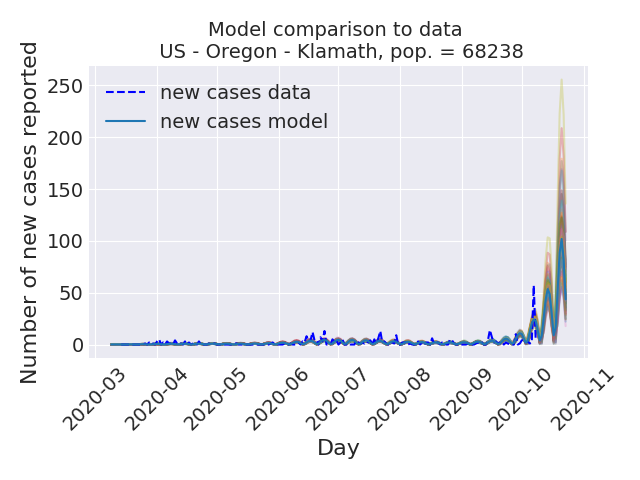 Model comparison to data
US - Oregon - Klamath, pop. = 68238
Number of new cases reported
250
200
150
100
50
0
new cases data
new cases model
2020-03
2020-04
2020-05
2020-06
2020-07
2020-08
2020-09
2020-10
2020-11
Day